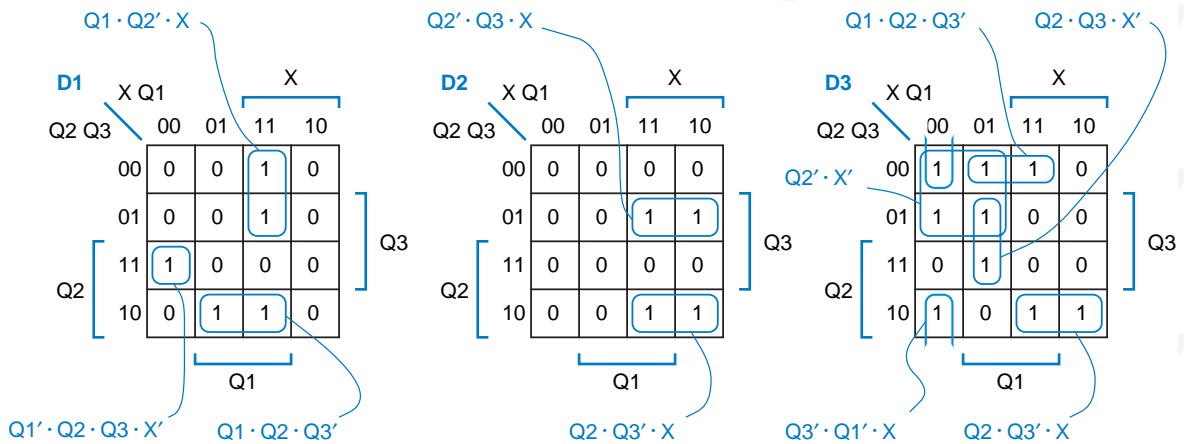 Q1 · Q2′ · X
Q2′ · Q3 · X
Q1 · Q2 · Q3′
Q2 · Q3 · X′
D1
X Q1
X
Q2 Q3
00 01 11 10
00 0 0 1 0
01 0 0 1 0
11 1 0 0 0
10 0 1 1 0
Q2
Q3
Q1
Q1′ · Q2 · Q3 · X′
Q1 · Q2 · Q3′
D2
X Q1
X
Q2 Q3
00 01 11 10
00 0 0 0 0
01 0 0 1 1
11 0 0 0 0
10 0 0 1 1
Q2
Q3
Q1
Q2 · Q3′ · X
D3
X Q1
X
Q2 Q3
00 01 11 10
00 1 1 1 0
Q2′ · X′
01 1 1 0 0
11 0 1 0 0
10 1 0 1 1
Q2
Q3
Q1
Q3′ · Q1′ · X
Q2 · Q3′ · X